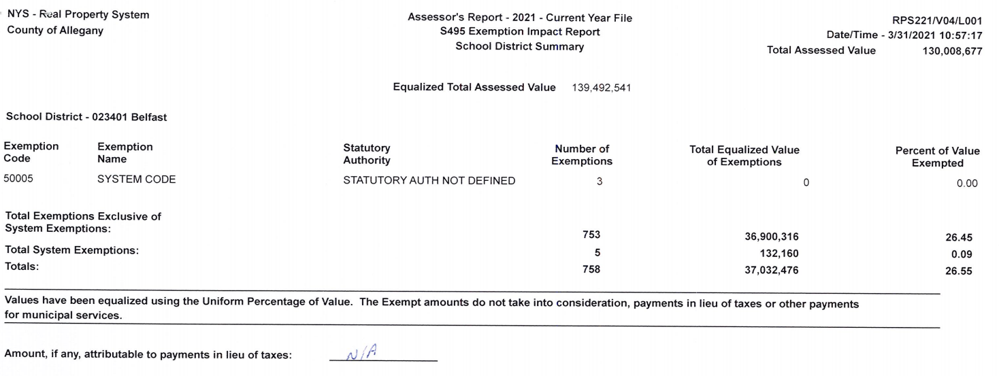 NYS - Real Property System
County of Allegany
Assessor's Report - 2021 - Current Year File
S495 Exemption Impact Report
School District Summary
RPS221/V04/L001
Date/Time - 3/31/2021 10:57:17
Total Assessed Value 130,008,677
Equalized Total Assessed Value 139,492,541
School District - 023401 Belfast
Exemption Code
Exemption Name
Statutory Authority
Number of Exemptions
Total Equalized Value of Exemptions
Percent of Value Exempted
50005 SYSTEM CODE STATUTORY AUTH NOT DEFINED 3 0 0.00
Total Exemptions Exclusive of
System Exemptions: 753 36,900,316 26.45
Total System Exemptions: 5 132,160 0.09
Totals: 758 37,032,476 26.55
Values have been equalized using the Uniform Percentage of Value. The Exempt amounts do not take into consideration, payments in lieu of taxes or other payments
for municipal services.
Amount, if any, attributable to payments in lieu of taxes: N/A